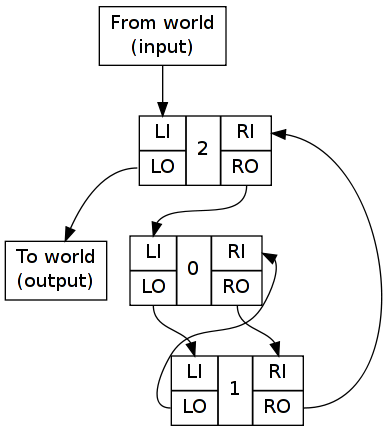 From world
(input)
LI 2 RI
LO RO
To world
(output)
LI 0 RI
LO RO
LI 1 RI
LO RO